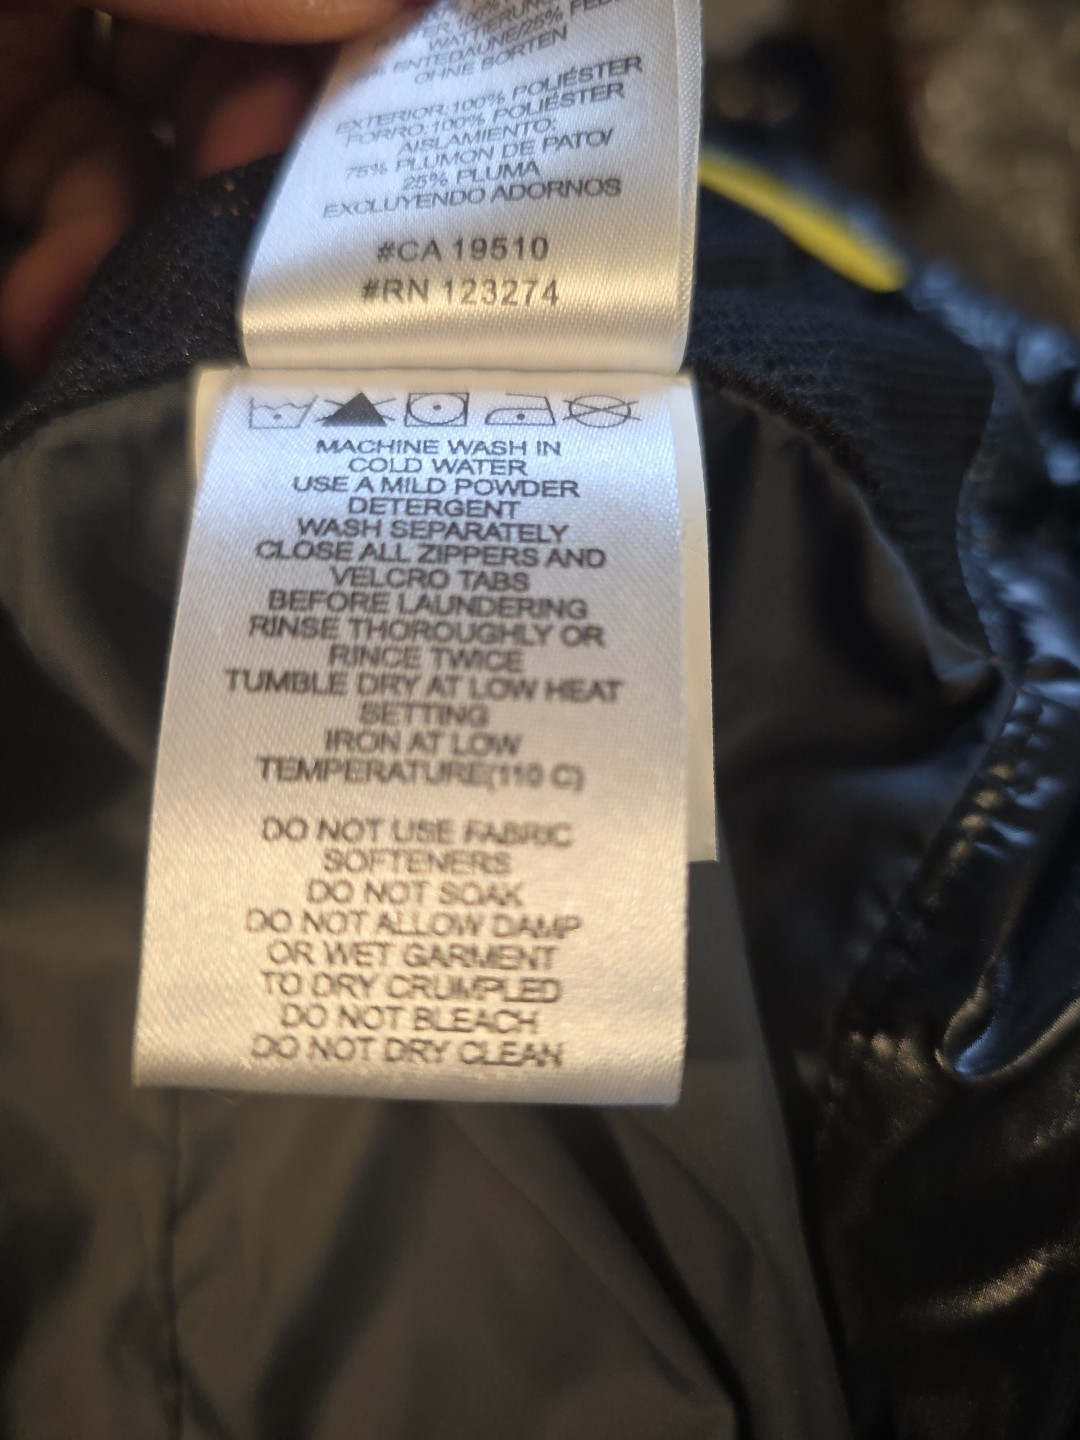 100%
WATTIERUNG
ENTEDAUNE/25%
OHNE BORTEN
EXTERIOR:100% POLIÉSTER
FORRO:100% POLIÉSTER
AISLAMIENTO:
75% PLUMON DE PATO/
25% PLUMA
EXCLUYENDO ADORNOS
#CA 19510
#RN 123274
MACHINE WASH IN
COLD WATER
USE A MILD POWDER
DETERGENT
WASH SEPARATELY
CLOSE ALL ZIPPERS AND
VELCRO TABS
BEFORE LAUNDERING
RINSE THOROUGHLY OR
RINCE TWICE
TUMBLE DRY AT LOW HEAT
SETTING
IRON AT LOW
TEMPERATURE(110 C)
DO NOT USE FABRIC
SOFTENERS
DO NOT SOAK
DO NOT ALLOW DAMP
OR WET GARMENT
TO DRY CRUMPLED
DO NOT BLEACH
DO NOT DRY CLEAN